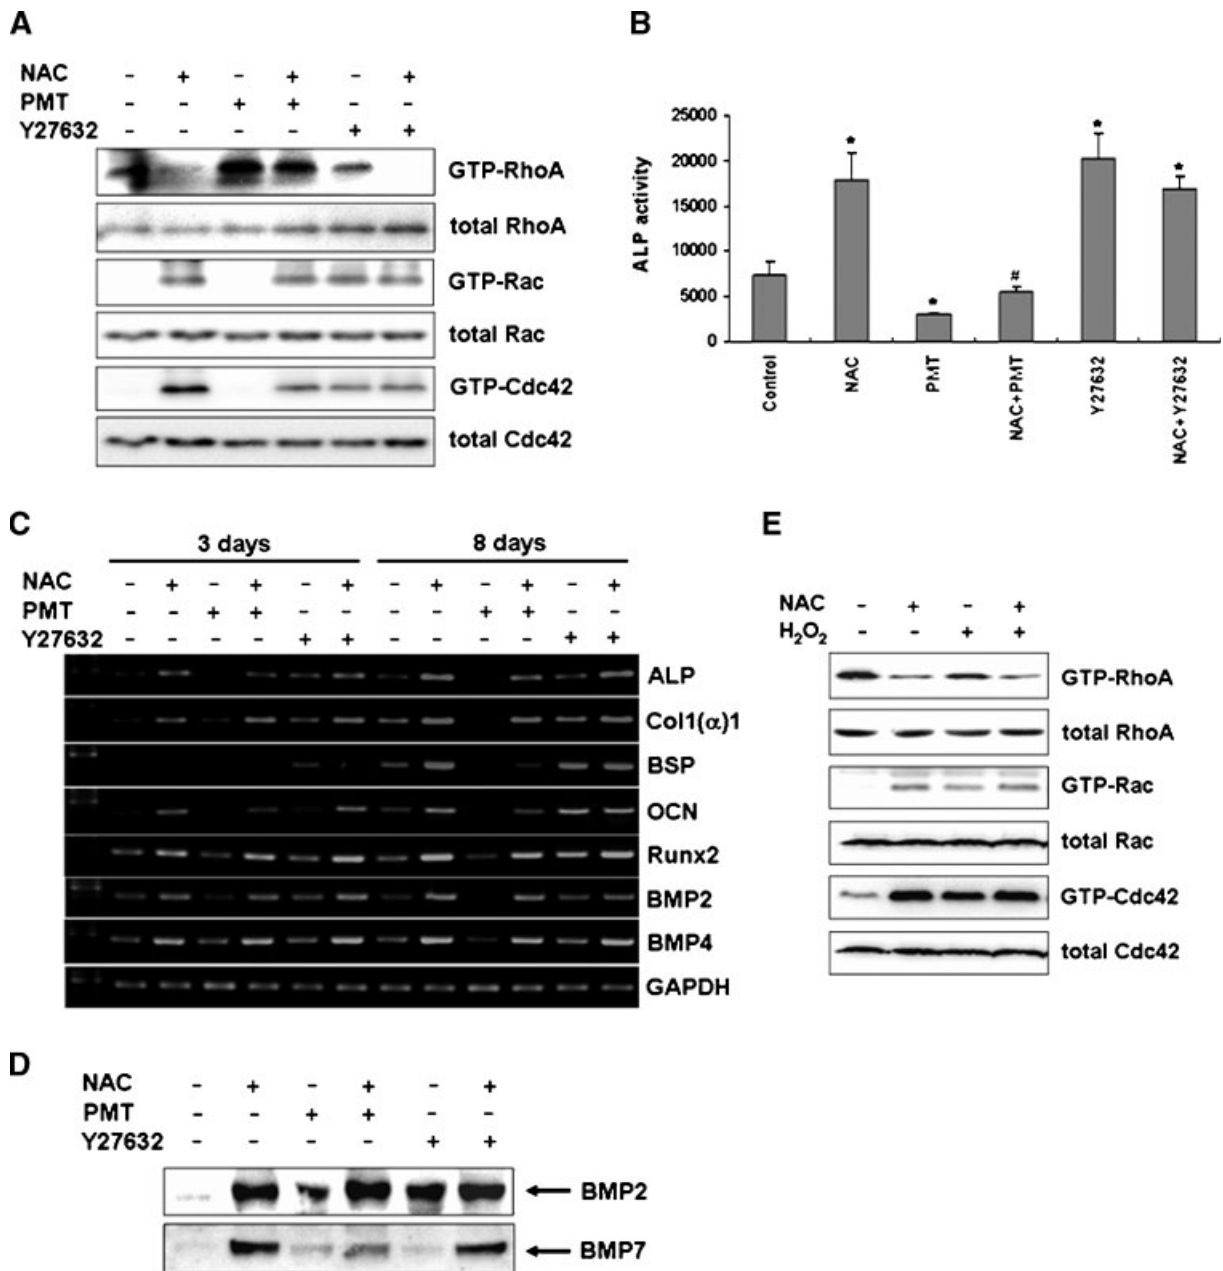 A
NAC - + - + - +
PMT - - + + - -
Y27632 - - - - + +
GTP-RhoA
total RhoA
GTP-Rac
total Rac
GTP-Cdc42
total Cdc42
B
ALP activity
25000
20000
15000
10000
5000
0
* * # * *
Control
NAC
PMT
NAC+PMT
Y27632
NAC+Y27632
C
3 days 8 days
NAC - + - + - + - + - + - +
PMT - - + + - - - - + + - -
Y27632 - - - - + + - - - - + +
ALP
Col1(α)1
BSP
OCN
Runx2
BMP2
BMP4
GAPDH
D
NAC - + - + - +
PMT - - + + - -
Y27632 - - - - + +
BMP2
BMP7
E
NAC - + - +
H₂O₂ - - + +
GTP-RhoA
total RhoA
GTP-Rac
total Rac
GTP-Cdc42
total Cdc42